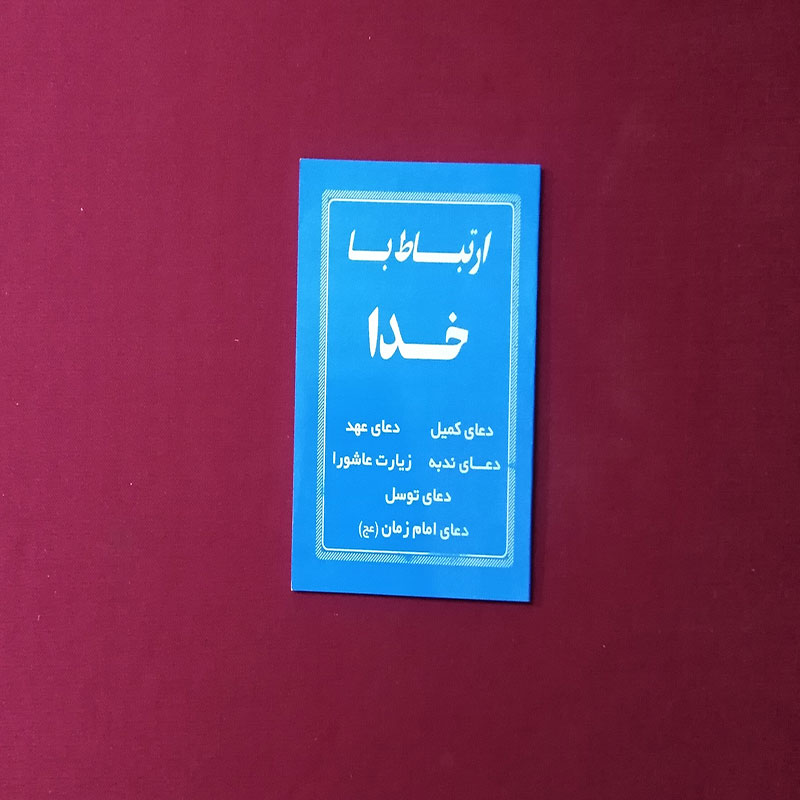 ارتباط با
خدا
دعای کمیل دعای عهد
دعای ندبه زیارت عاشورا
دعای توسل
دعای امام زمان (عج)